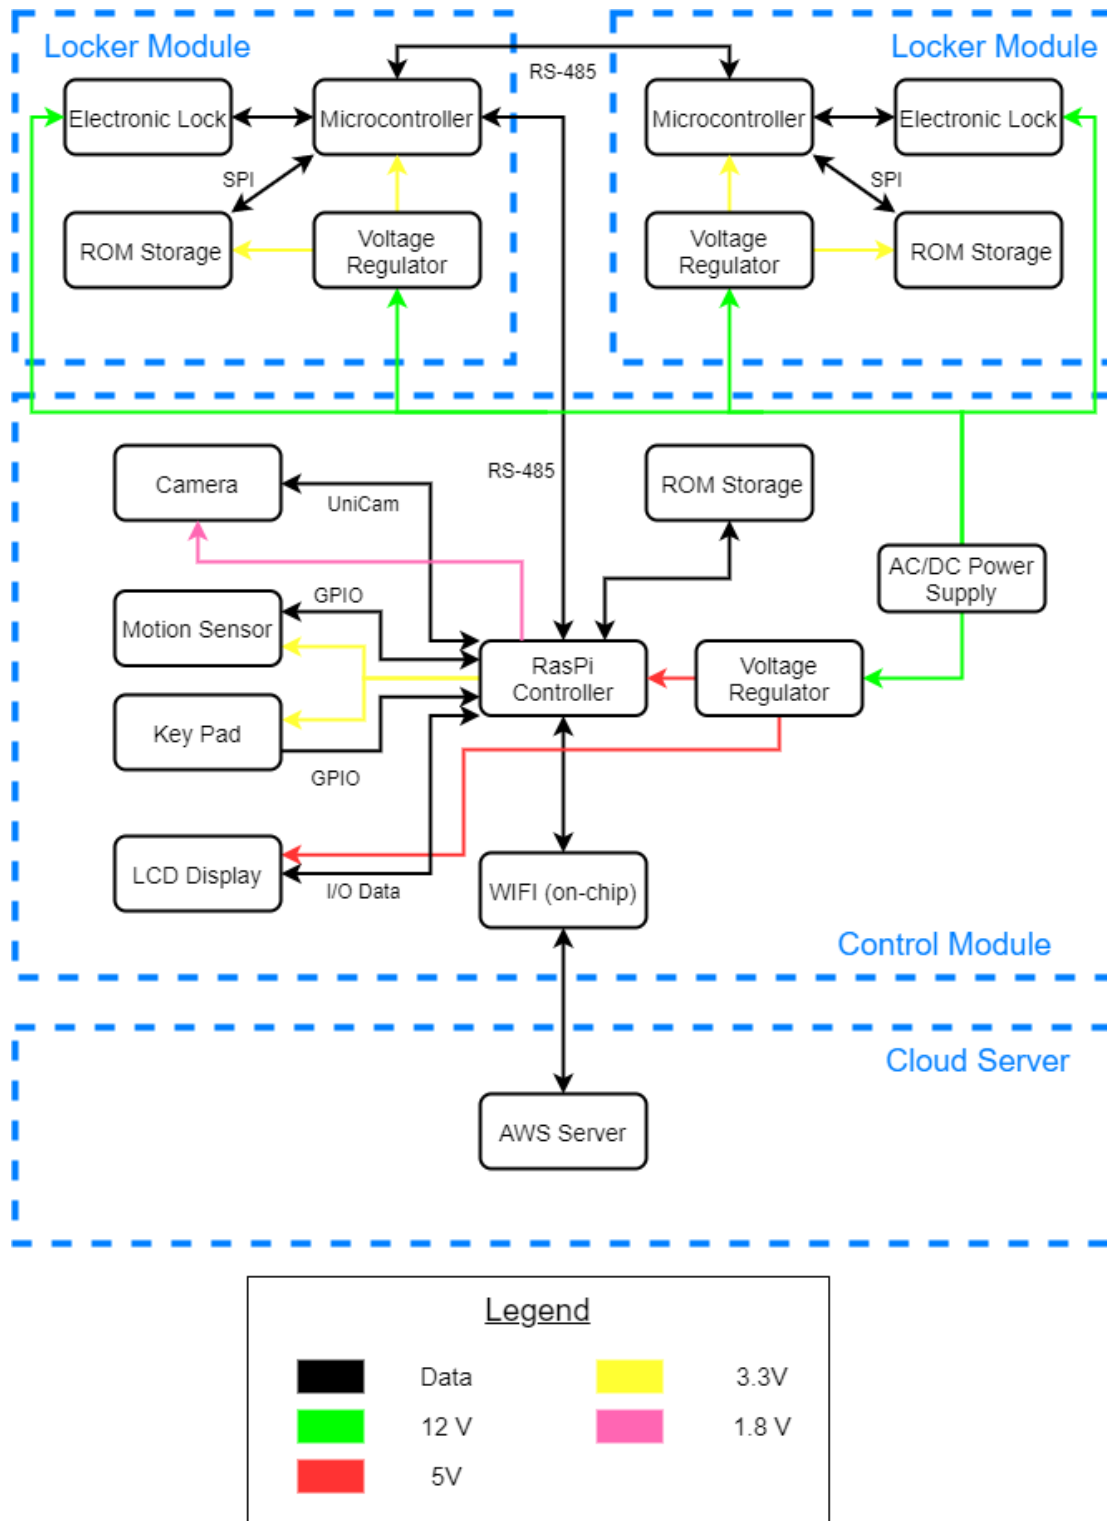 Locker Module
Locker Module
RS-485
Electronic Lock
Microcontroller
Microcontroller
Electronic Lock
SPI
SPI
ROM Storage
Voltage
Regulator
Voltage
Regulator
ROM Storage
Camera
UniCam
RS-485
ROM Storage
AC/DC Power
Supply
GPIO
Motion Sensor
RasPi
Controller
Voltage
Regulator
Key Pad
GPIO
LCD Display
I/O Data
WIFI (on-chip)
Control Module
Cloud Server
AWS Server
Legend
Data
3.3V
12 V
1.8 V
5V